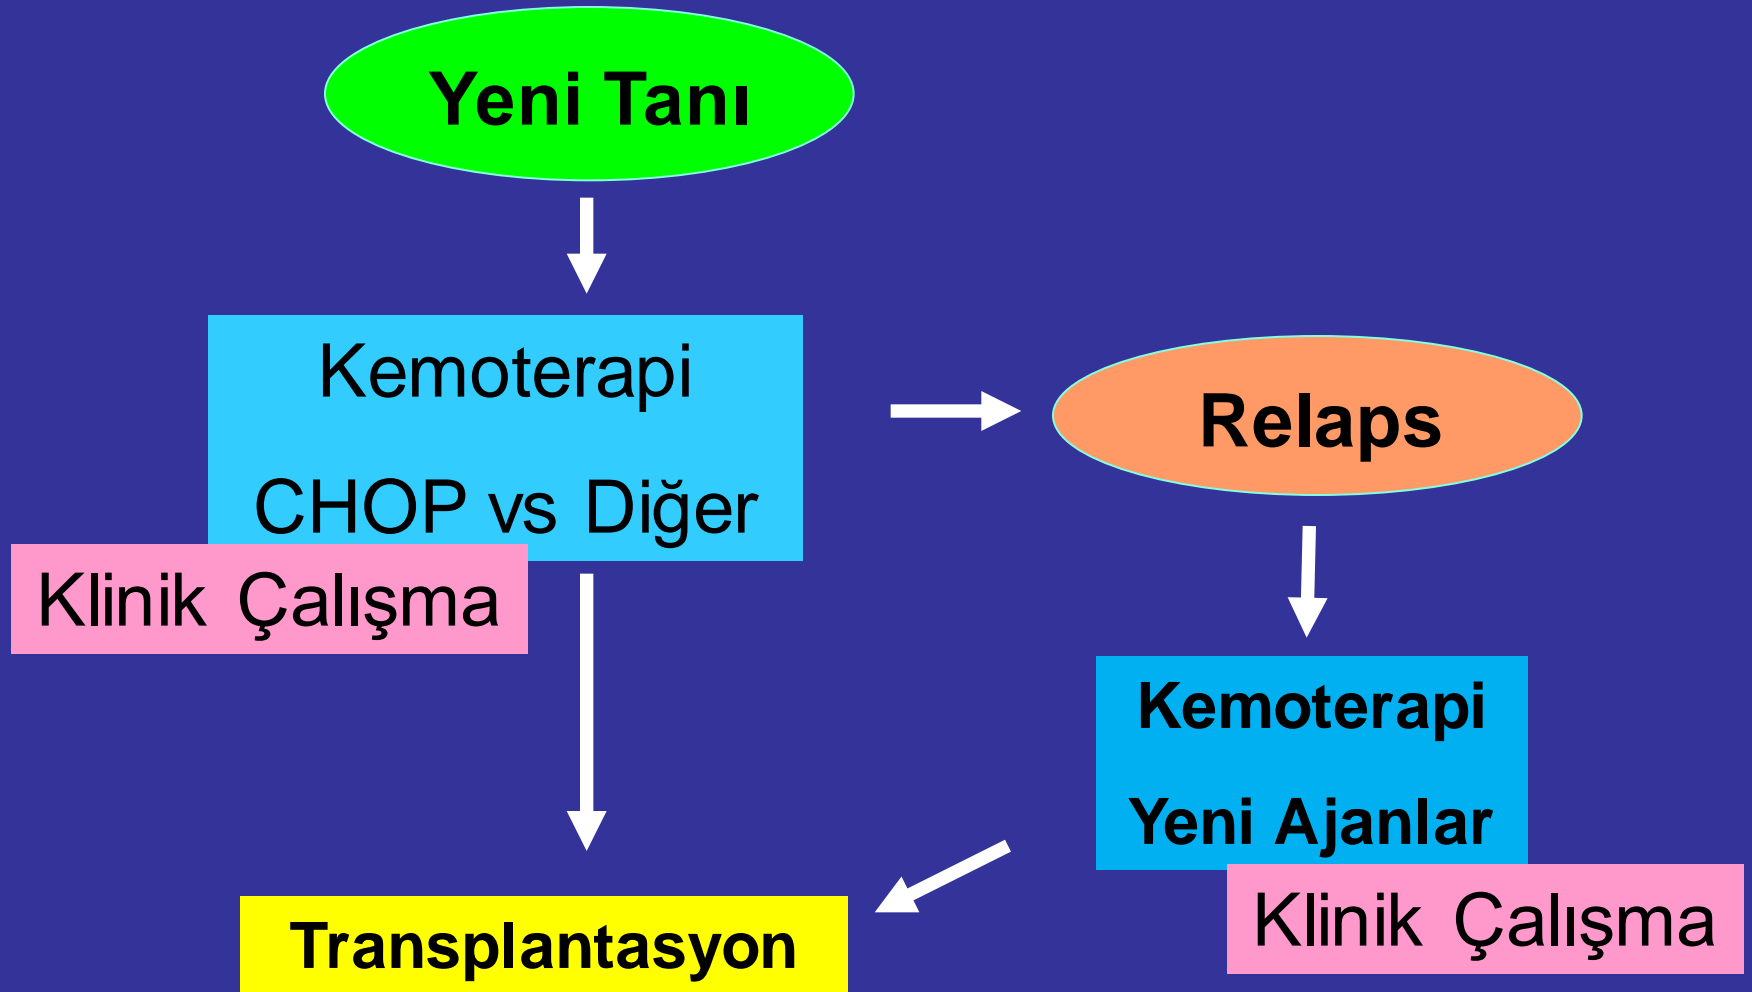 Yeni Tanı
Kemoterapi
CHOP vs Diğer
Klinik Çalışma
Relaps
Kemoterapi
Yeni Ajanlar
Klinik Çalışma
Transplantasyon